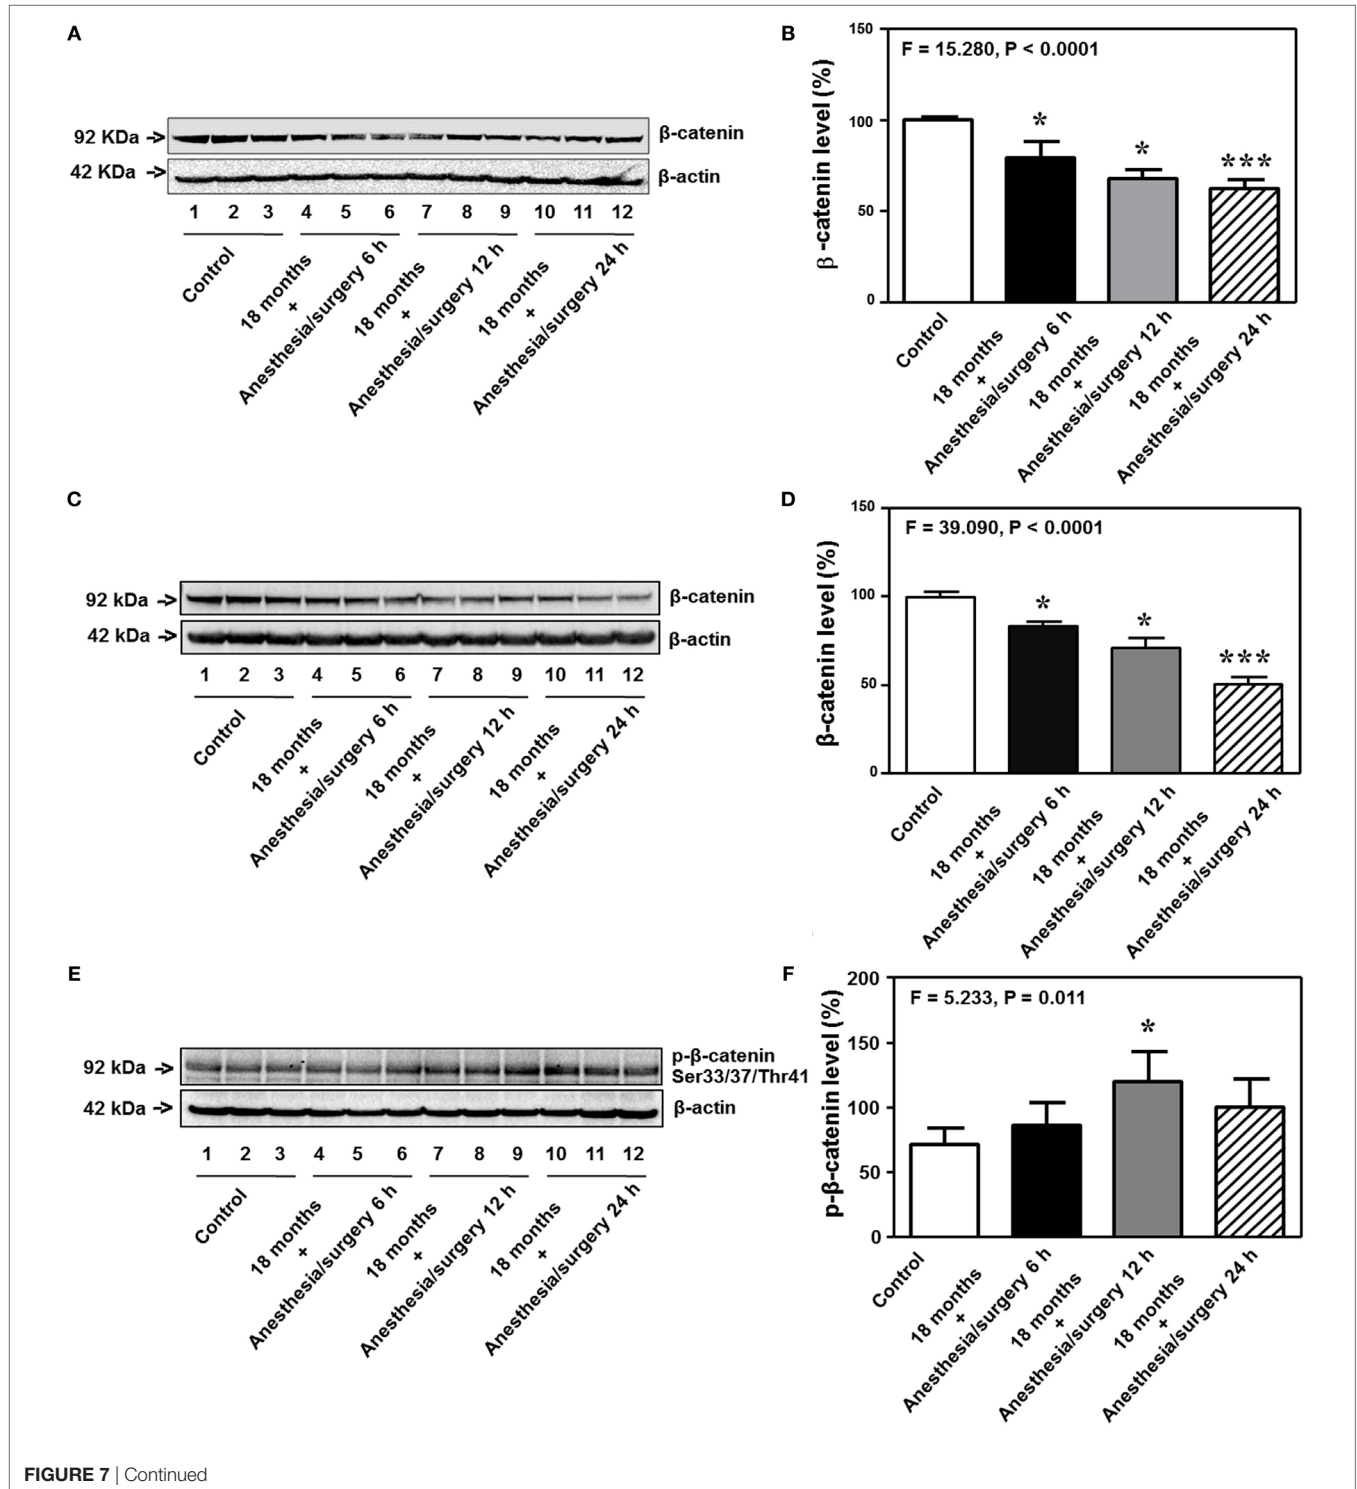 A
92 KDa
β-catenin
42 KDa
β-actin
1 2 3 4 5 6 7 8 9 10 11 12
Control
18 months
+
Anesthesia/surgery 6 h
18 months
+
Anesthesia/surgery 12 h
18 months
+
Anesthesia/surgery 24 h
B
F = 15.280, P < 0.0001
β -catenin level (%)
150
100
50
0
*
*
***
Control
18 months
+
Anesthesia/surgery 6 h
18 months
+
Anesthesia/surgery 12 h
18 months
+
Anesthesia/surgery 24 h
C
92 kDa
β-catenin
42 kDa
β-actin
1 2 3 4 5 6 7 8 9 10 11 12
Control
18 months
+
Anesthesia/surgery 6 h
18 months
+
Anesthesia/surgery 12 h
18 months
+
Anesthesia/surgery 24 h
D
F = 39.090, P < 0.0001
β-catenin level (%)
150
100
50
0
*
*
***
Control
18 months
+
Anesthesia/surgery 6 h
18 months
+
Anesthesia/surgery 12 h
18 months
+
Anesthesia/surgery 24 h
E
92 kDa
p-β-catenin
Ser33/37/Thr41
42 kDa
β-actin
1 2 3 4 5 6 7 8 9 10 11 12
Control
18 months
+
Anesthesia/surgery 6 h
18 months
+
Anesthesia/surgery 12 h
18 months
+
Anesthesia/surgery 24 h
F
F = 5.233, P = 0.011
p-β-catenin level (%)
200
150
100
50
0
*
Control
18 months
+
Anesthesia/surgery 6 h
18 months
+
Anesthesia/surgery 12 h
18 months
+
Anesthesia/surgery 24 h
FIGURE 7 | Continued